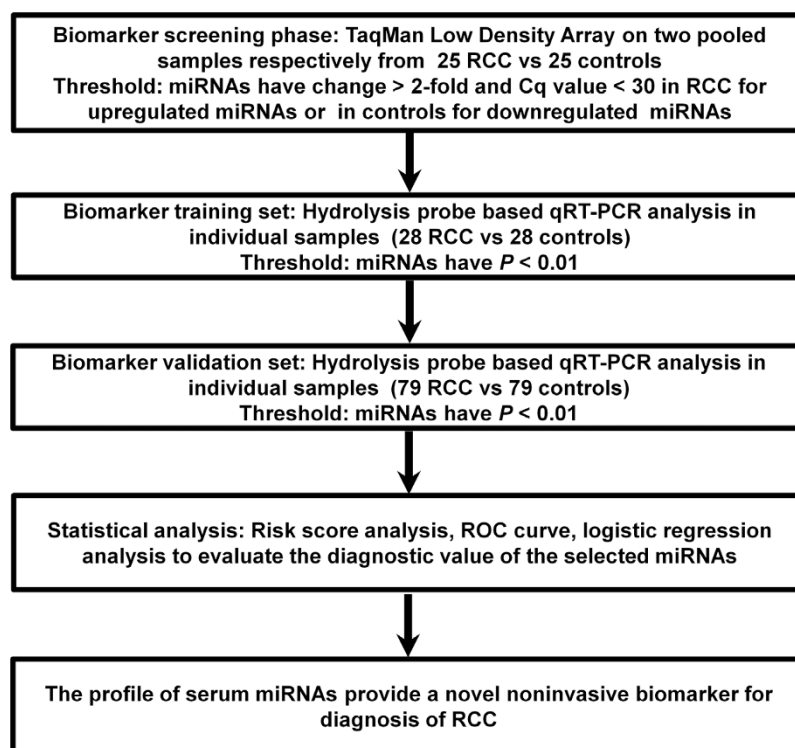 Biomarker screening phase: TaqMan Low Density Array on two pooled
samples respectively from 25 RCC vs 25 controls
Threshold: miRNAs have change > 2-fold and Cq value < 30 in RCC for
upregulated miRNAs or in controls for downregulated miRNAs
Biomarker training set: Hydrolysis probe based qRT-PCR analysis in
individual samples (28 RCC vs 28 controls)
Threshold: miRNAs have P < 0.01
Biomarker validation set: Hydrolysis probe based qRT-PCR analysis in
individual samples (79 RCC vs 79 controls)
Threshold: miRNAs have P < 0.01
Statistical analysis: Risk score analysis, ROC curve, logistic regression
analysis to evaluate the diagnostic value of the selected miRNAs
The profile of serum miRNAs provide a novel noninvasive biomarker for
diagnosis of RCC